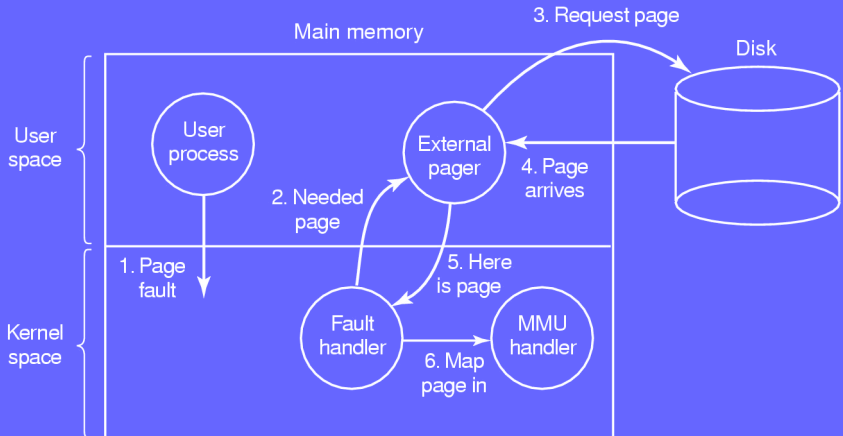 3. Request page
Main memory
Disk
User
space
User
process
External
pager
4. Page
arrives
2. Needed
page
1. Page
fault
5. Here
is page
Kernel
space
Fault
handler
MMU
handler
6. Map
page in